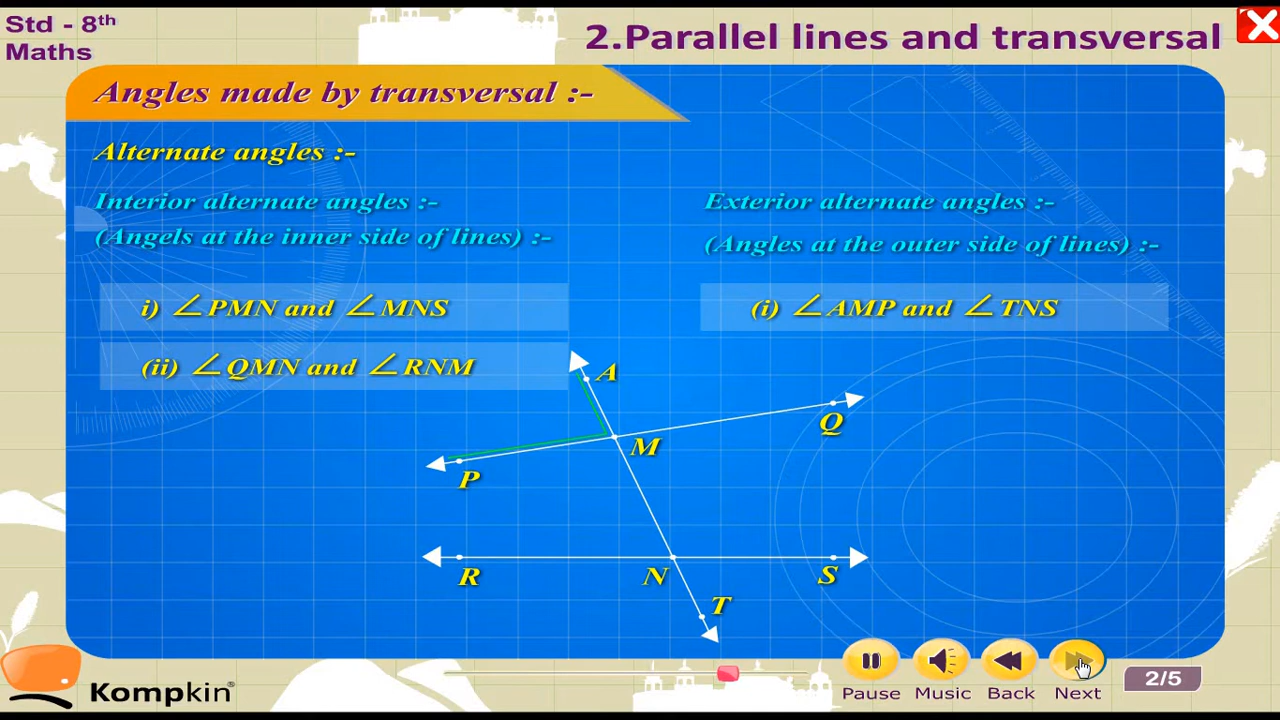 Std - 8th
Maths
2.Parallel lines and transversal
Angles made by transversal :-
Alternate angles :-
Interior alternate angles :-
(Angels at the inner side of lines) :-
Exterior alternate angles :-
(Angles at the outer side of lines) :-
i) ∠PMN and ∠MNS
(i) ∠AMP and ∠TNS
(ii) ∠QMN and ∠RNM
A
Q
M
P
R
N
S
T
Kompkin®
Pause
Music
Back
Next
2/5